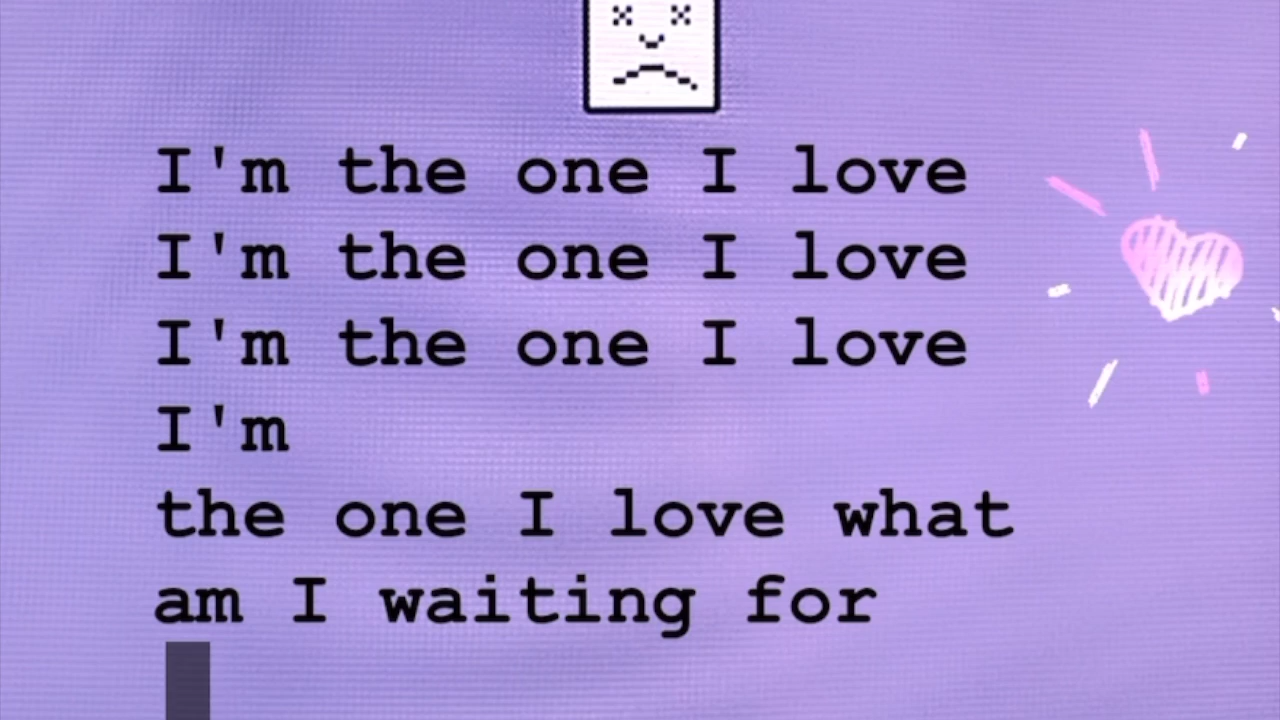 I'm the one I love
I'm the one I love
I'm the one I love
I'm
the one I love what
am I waiting for